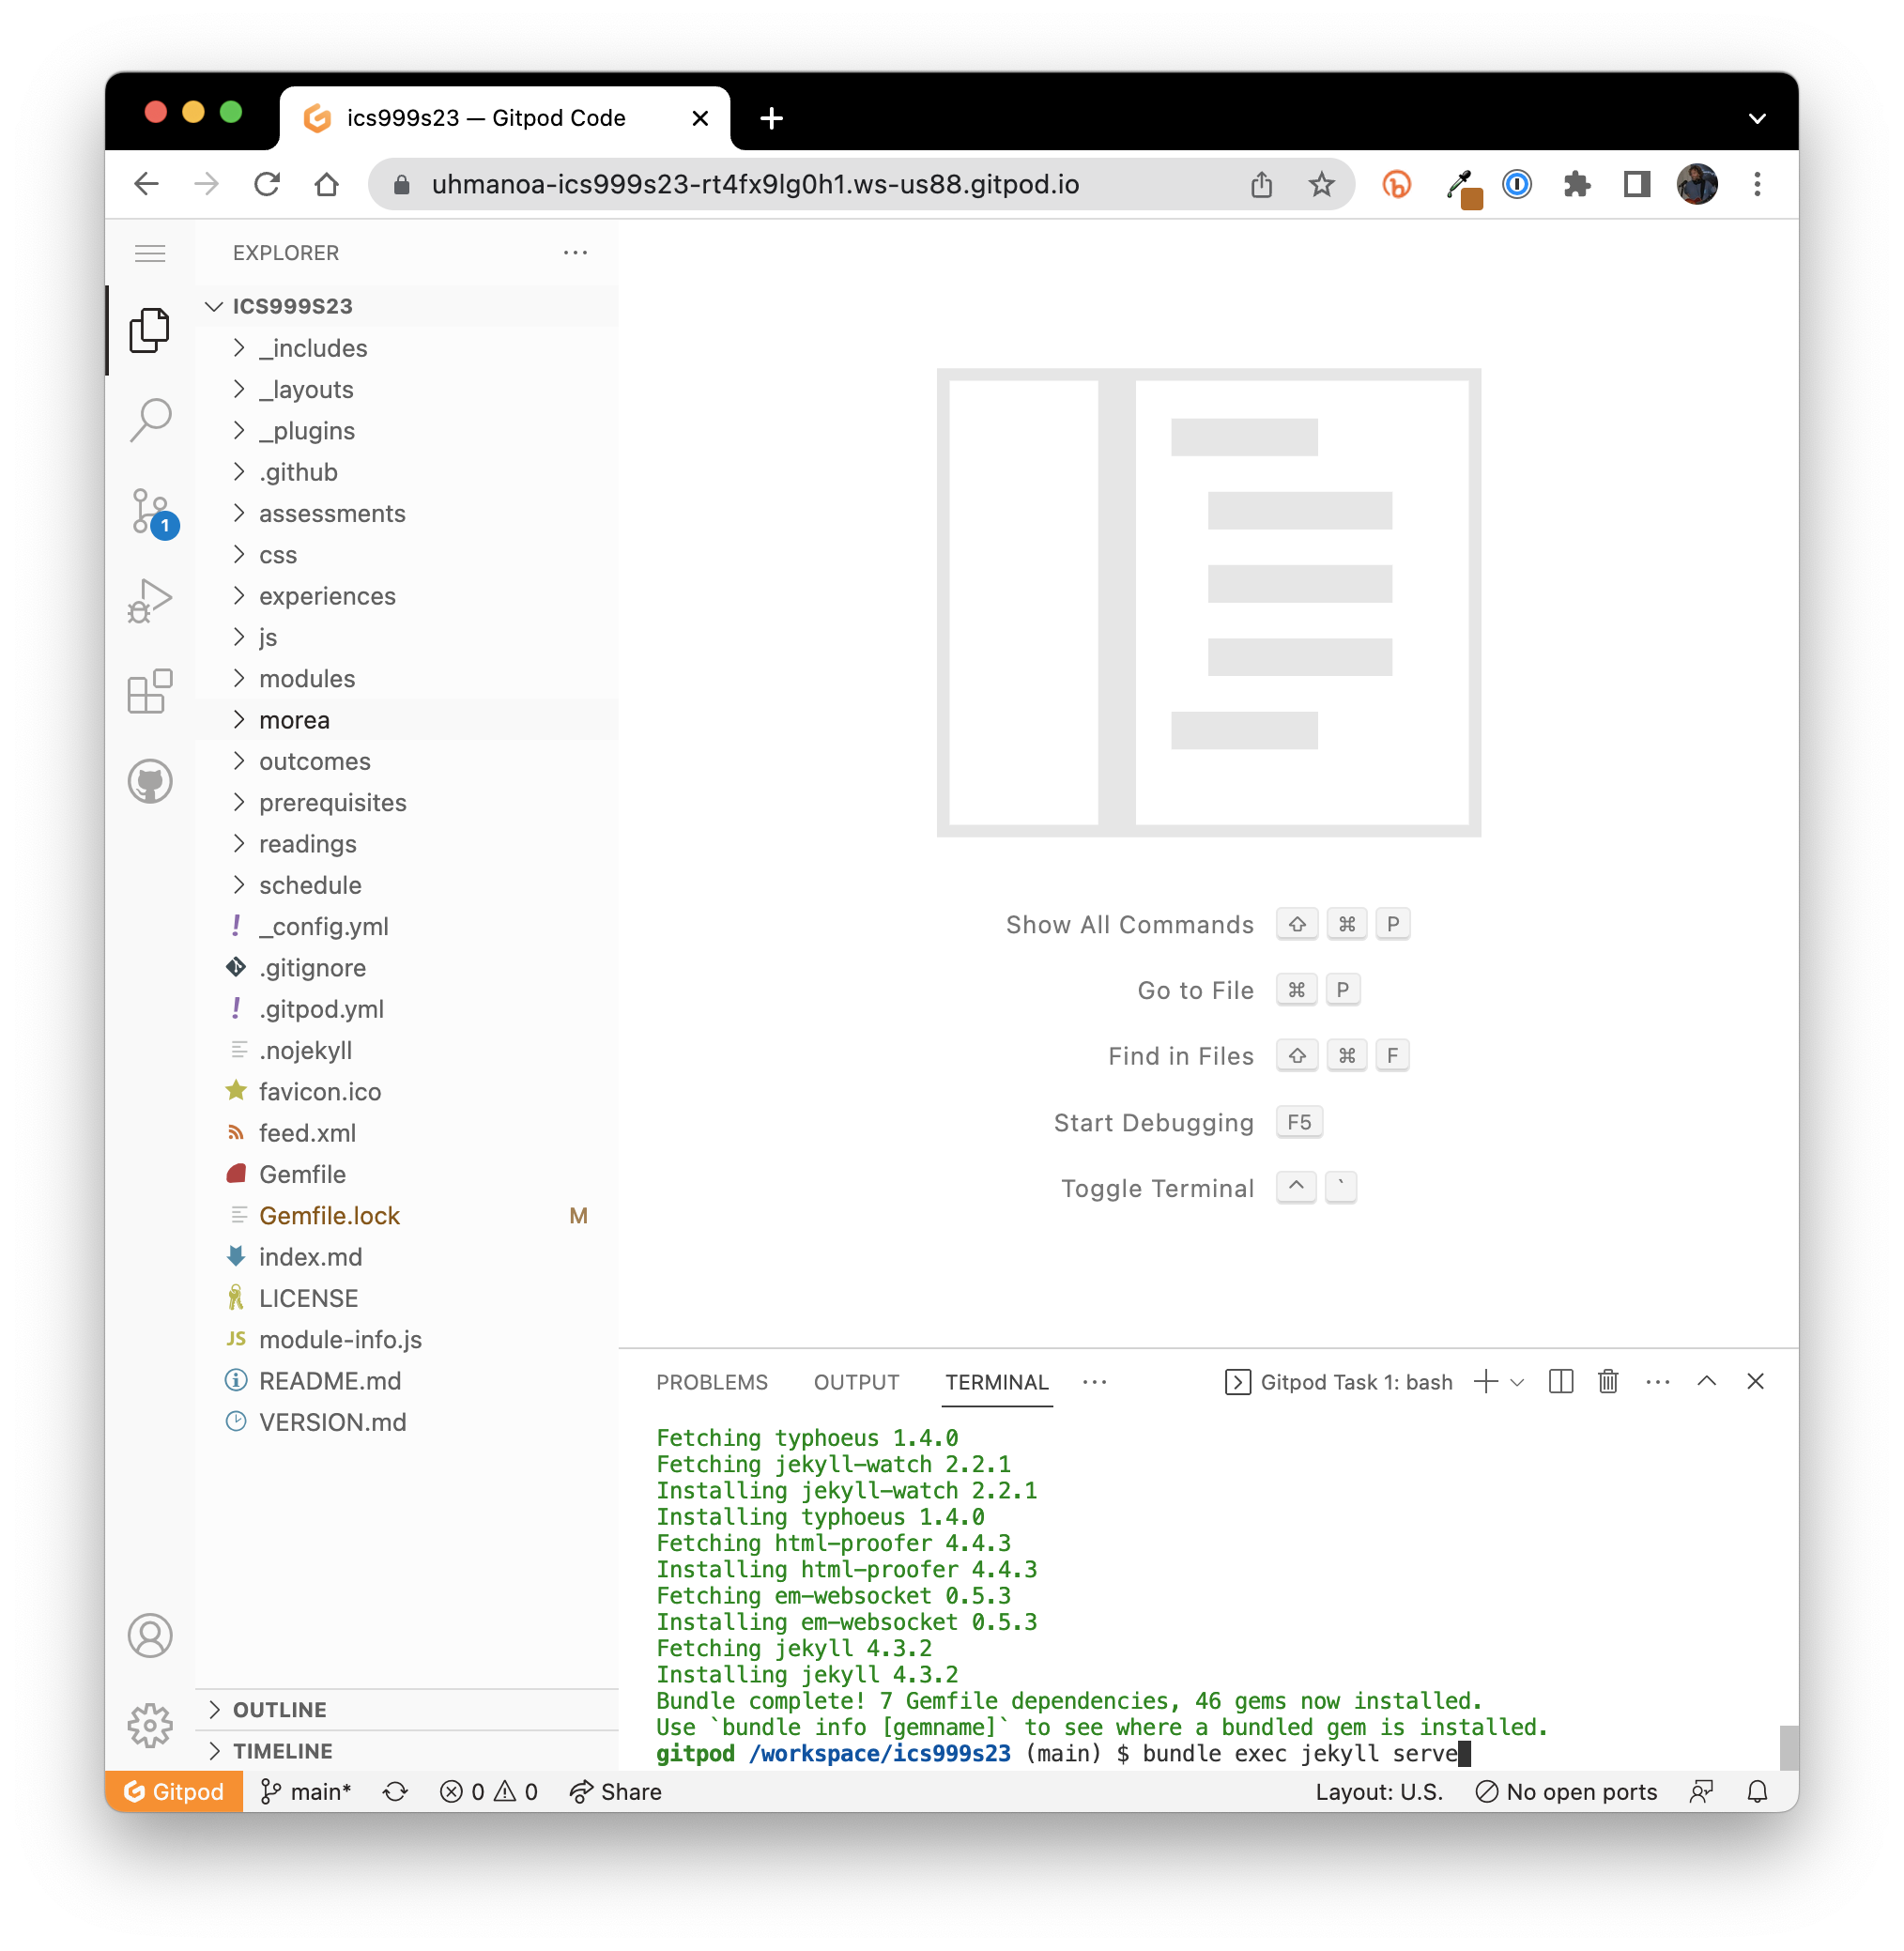 ics999s23 — Gitpod Code
uhmanoa-ics999s23-rt4fx9lg0h1.ws-us88.gitpod.io
EXPLORER
ICS999S23
_includes
_layouts
_plugins
.github
assessments
css
experiences
js
modules
morea
outcomes
prerequisites
readings
schedule
! _config.yml
.gitignore
! .gitpod.yml
.nojekyll
favicon.ico
feed.xml
Gemfile
Gemfile.lock M
index.md
LICENSE
JS module-info.js
README.md
VERSION.md
OUTLINE
TIMELINE
1
Show All Commands ⇧ ⌘ P
Go to File ⌘ P
Find in Files ⇧ ⌘ F
Start Debugging F5
Toggle Terminal ^ `
PROBLEMS OUTPUT TERMINAL ··· Gitpod Task 1: bash
Fetching typhoeus 1.4.0
Fetching jekyll-watch 2.2.1
Installing jekyll-watch 2.2.1
Installing typhoeus 1.4.0
Fetching html-proofer 4.4.3
Installing html-proofer 4.4.3
Fetching em-websocket 0.5.3
Installing em-websocket 0.5.3
Fetching jekyll 4.3.2
Installing jekyll 4.3.2
Bundle complete! 7 Gemfile dependencies, 46 gems now installed.
Use `bundle info [gemname]` to see where a bundled gem is installed.
gitpod /workspace/ics999s23 (main) $ bundle exec jekyll serve
Gitpod main* 0 0 Share Layout: U.S. No open ports